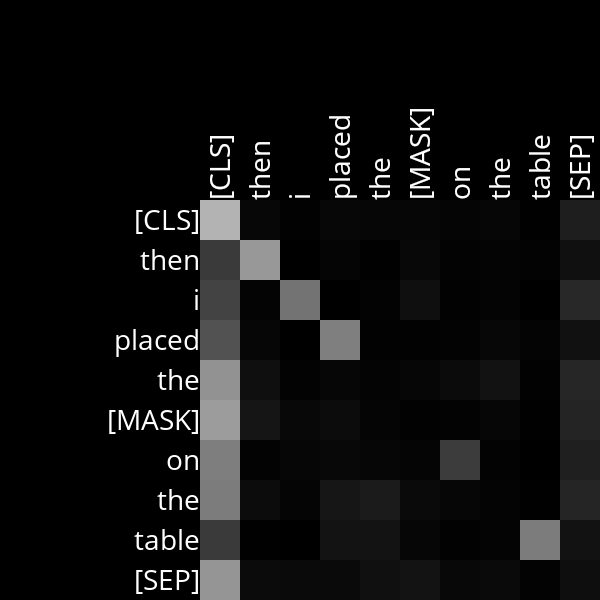 [CLS] then i placed the [MASK] on the table [SEP]
[CLS]
then
i
placed
the
[MASK]
on
the
table
[SEP]